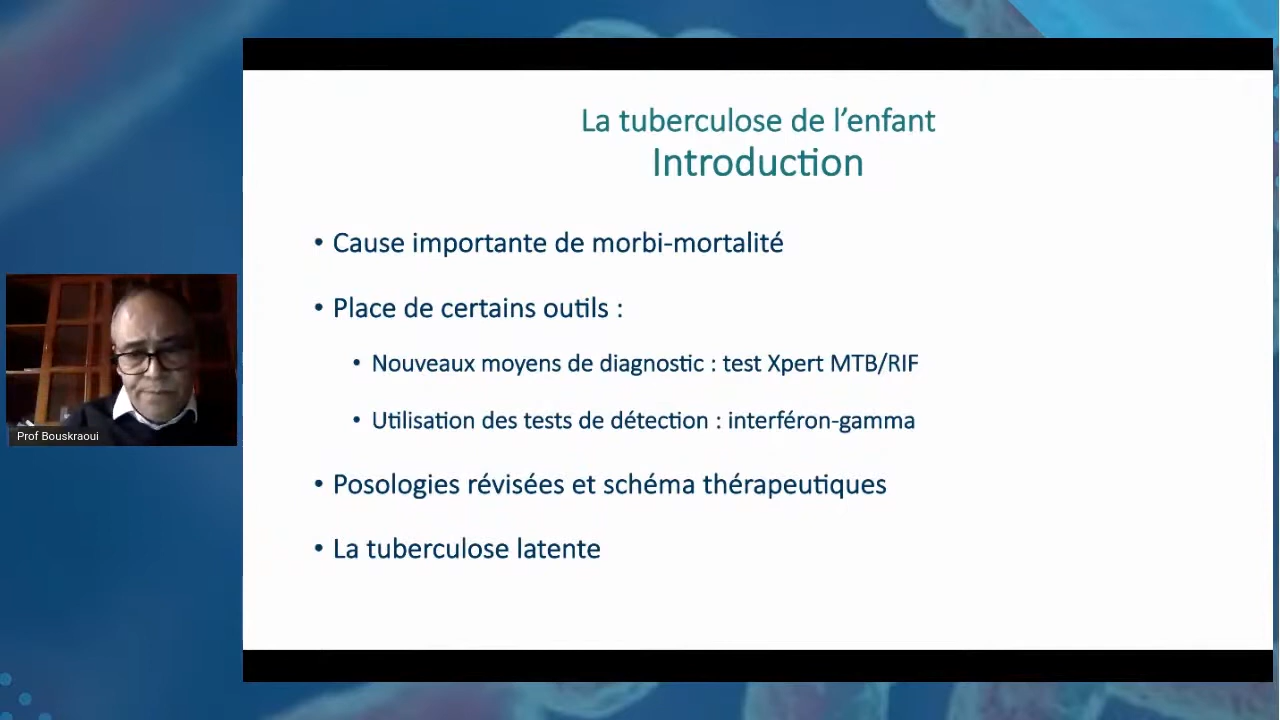 La tuberculose de l’enfant
Introduction
• Cause importante de morbi-mortalité
• Place de certains outils :
• Nouveaux moyens de diagnostic : test Xpert MTB/RIF
• Utilisation des tests de détection : interféron-gamma
• Posologies révisées et schéma thérapeutiques
• La tuberculose latente
Prof Bouskraoui